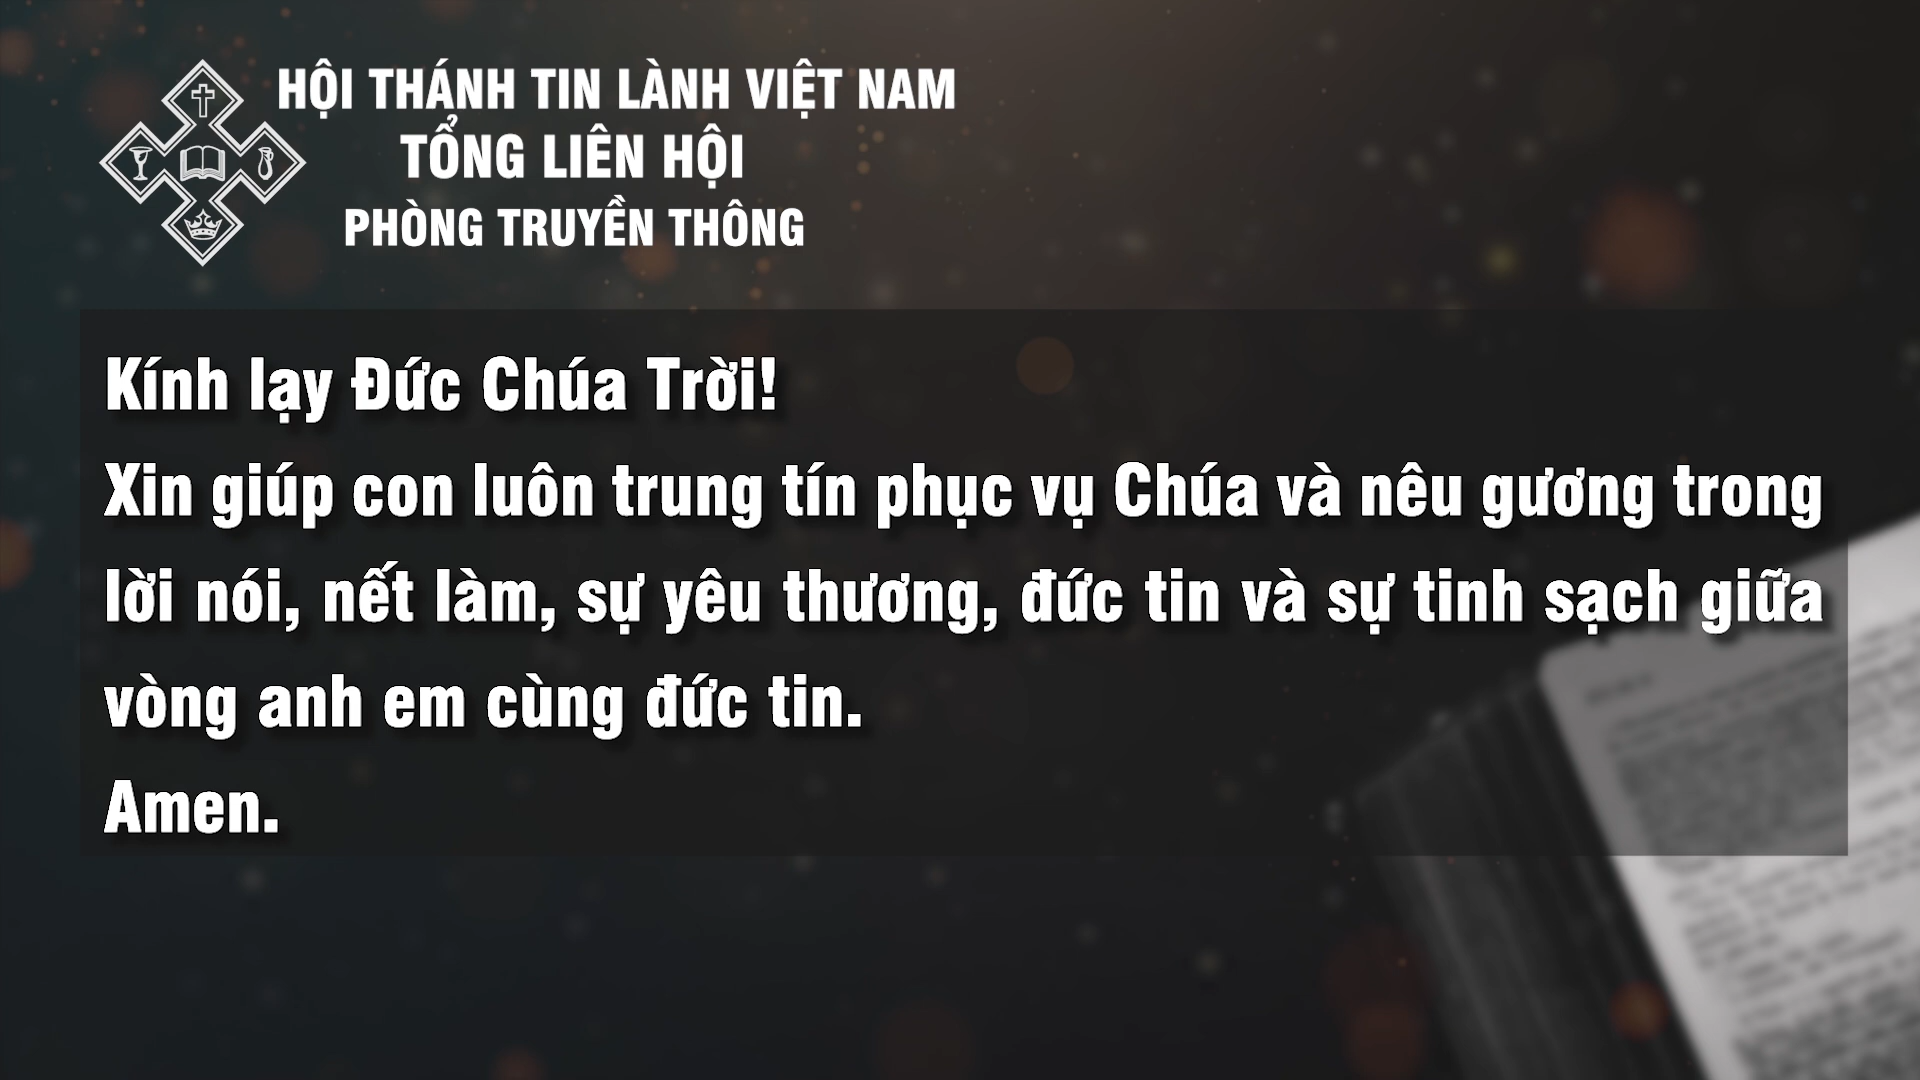 HỘI THÁNH TIN LÀNH VIỆT NAM
TỔNG LIÊN HỘI
PHÒNG TRUYỀN THÔNG
Kính lạy Đức Chúa Trời!
Xin giúp con luôn trung tín phục vụ Chúa và nêu gương trong
lời nói, nết làm, sự yêu thương, đức tin và sự tinh sạch giữa
vòng anh em cùng đức tin.
Amen.